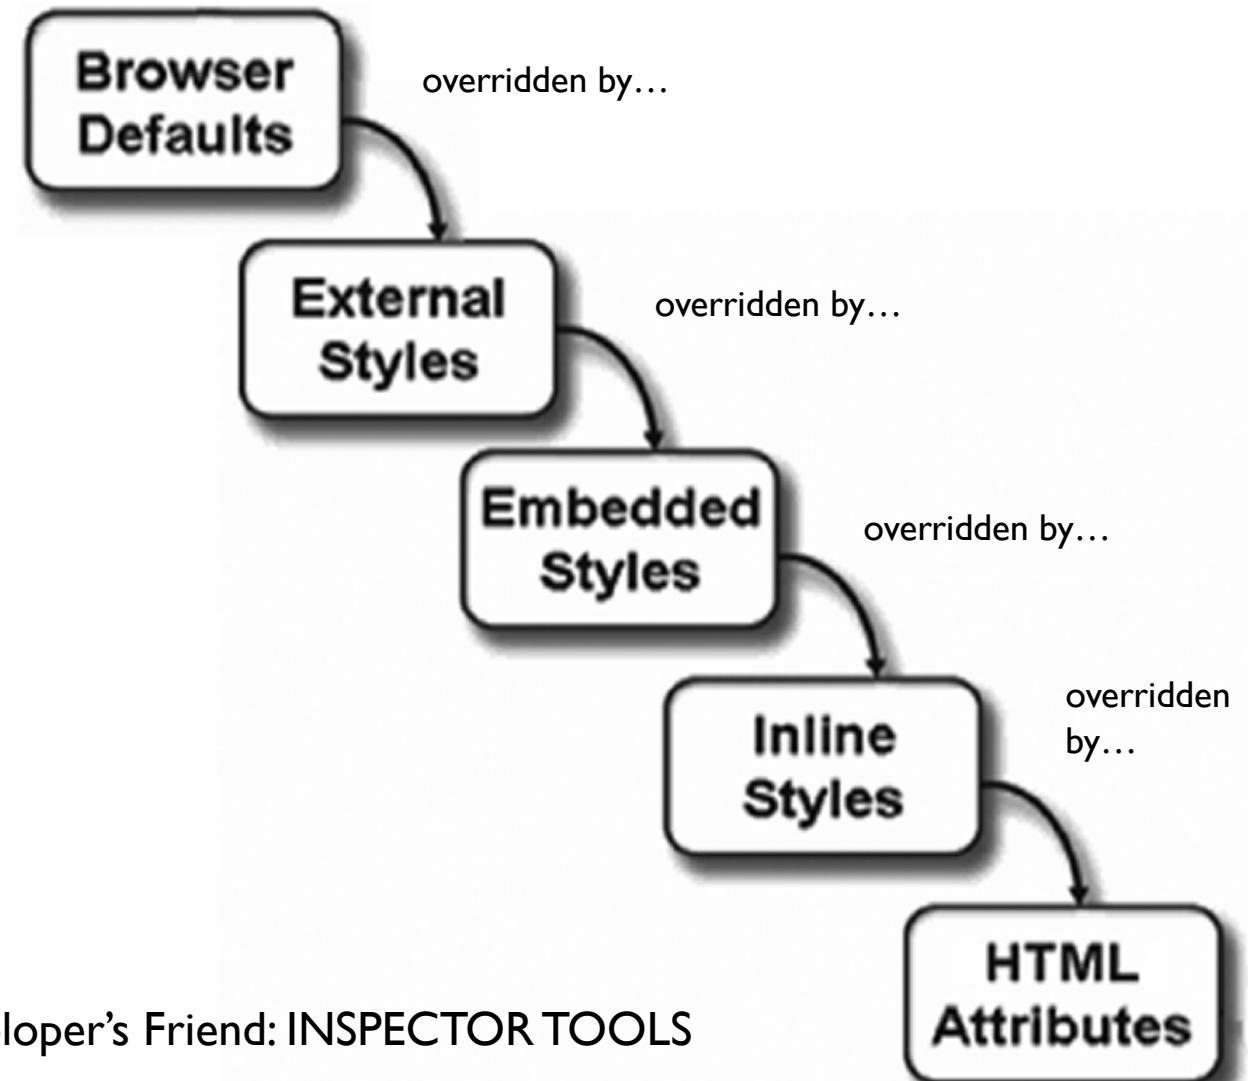 Browser
Defaults
overridden by…
External
Styles
overridden by…
Embedded
Styles
overridden by…
Inline
Styles
overridden
by…
HTML
Attributes
loper’s Friend: INSPECTOR TOOLS